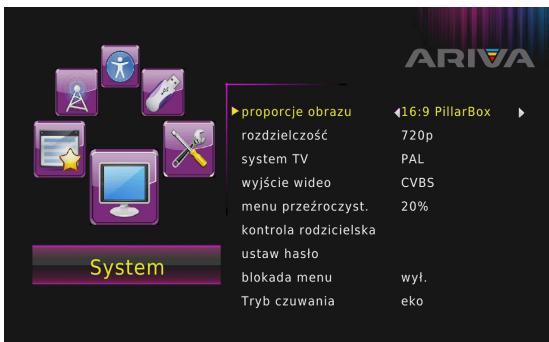 ARIVA
proporcje obrazu 16:9 PillarBox
rozdzielczość 720p
system TV PAL
wyjście wideo CVBS
menu przeźroczyst. 20%
kontrola rodzicielska
ustaw hasło
blokada menu wył.
Tryb czuwania eko
System